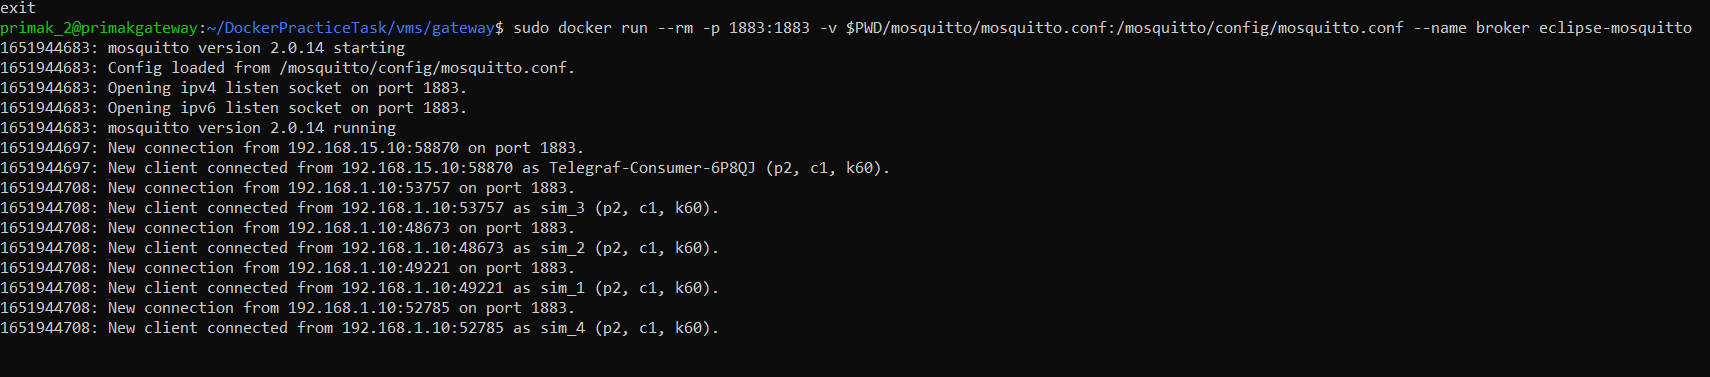 exit
primak_2@primakgateway:~/DockerPracticeTask/vms/gateway$ sudo docker run --rm -p 1883:1883 -v $PWD/mosquitto/mosquitto.conf:/mosquitto/config/mosquitto.conf --name broker eclipse-mosquitto
1651944683: mosquitto version 2.0.14 starting
1651944683: Config loaded from /mosquitto/config/mosquitto.conf.
1651944683: Opening ipv4 listen socket on port 1883.
1651944683: Opening ipv6 listen socket on port 1883.
1651944683: mosquitto version 2.0.14 running
1651944697: New connection from 192.168.15.10:58870 on port 1883.
1651944697: New client connected from 192.168.15.10:58870 as Telegraf-Consumer-6P8QJ (p2, c1, k60).
1651944708: New connection from 192.168.1.10:53757 on port 1883.
1651944708: New client connected from 192.168.1.10:53757 as sim_3 (p2, c1, k60).
1651944708: New connection from 192.168.1.10:48673 on port 1883.
1651944708: New client connected from 192.168.1.10:48673 as sim_2 (p2, c1, k60).
1651944708: New connection from 192.168.1.10:49221 on port 1883.
1651944708: New client connected from 192.168.1.10:49221 as sim_1 (p2, c1, k60).
1651944708: New connection from 192.168.1.10:52785 on port 1883.
1651944708: New client connected from 192.168.1.10:52785 as sim_4 (p2, c1, k60).